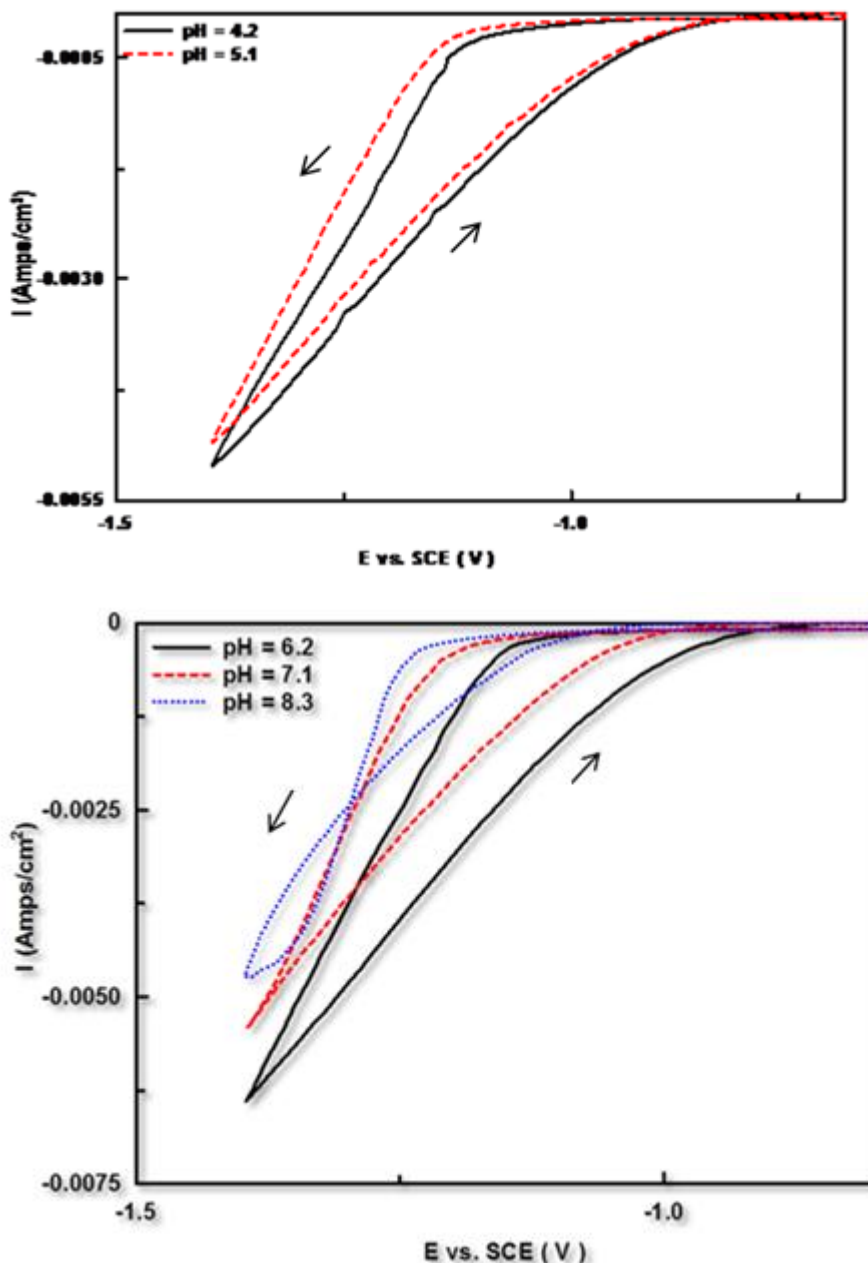 pH = 4.2
pH = 5.1
-0.0005
-0.0030
-0.0055
-1.5
-1.0
I (Amps/cm²)
E vs. SCE ( V )
0
pH = 6.2
pH = 7.1
pH = 8.3
-0.0025
-0.0050
-0.0075
-1.5
-1.0
I (Amps/cm²)
E vs. SCE ( V )